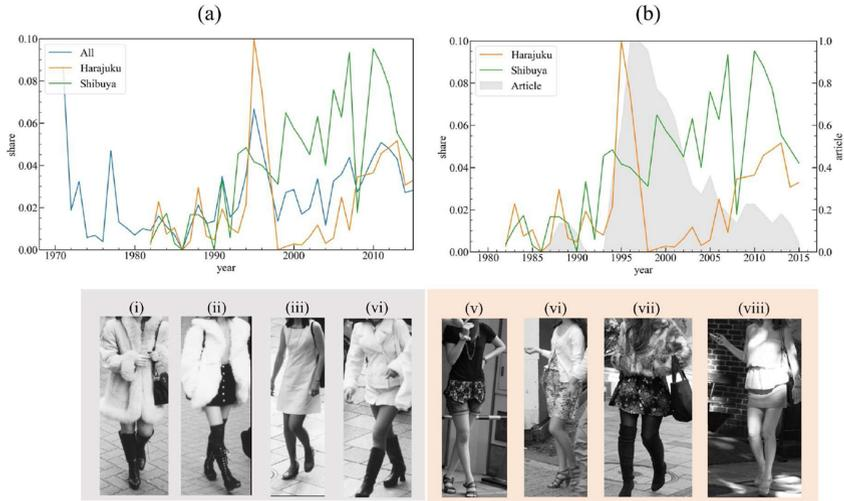 (a)
0.10
0.08
0.06
0.04
0.02
0.00
share
All
Harajuku
Shibuya
1970
1980
1990
2000
2010
year
(b)
0.10
0.08
0.06
0.04
0.02
0.00
share
Harajuku
Shibuya
Article
1.0
0.8
0.6
0.4
0.2
0.0
article
1980
1985
1990
1995
2000
2005
2010
2015
year
(i) (ii) (iii) (vi)
(v) (vi) (vii) (viii)